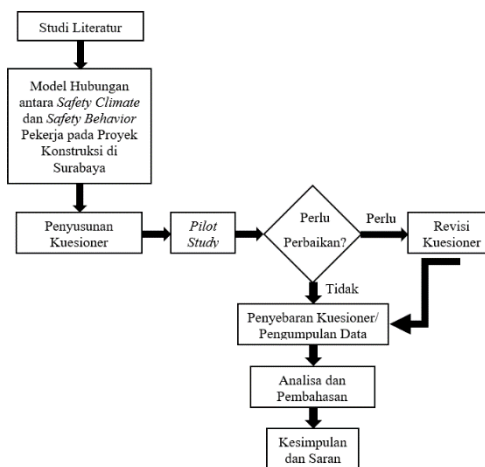 Studi Literatur
Model Hubungan
antara Safety Climate
dan Safety Behavior
Pekerja pada Proyek
Konstruksi di
Surabaya
Penyusunan
Kuesioner
Pilot
Study
Perlu
Perbaikan?
Perlu
Revisi
Kuesioner
Tidak
Penyebaran Kuesioner/
Pengumpulan Data
Analisa dan
Pembahasan
Kesimpulan
dan Saran